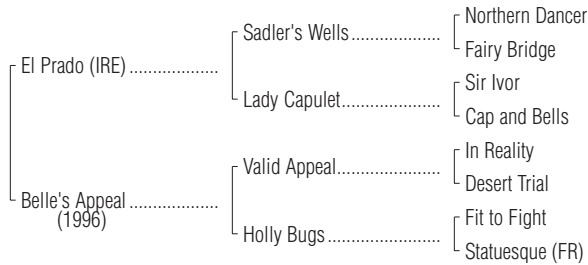 Northern Dancer
Sadler's Wells ......................
Fairy Bridge
El Prado (IRE) ......................
Sir Ivor
Lady Capulet........................
Cap and Bells
In Reality
Valid Appeal.........................
Desert Trial
Belle's Appeal ......................
(1996)
Fit to Fight
Holly Bugs ...........................
Statuesque (FR)